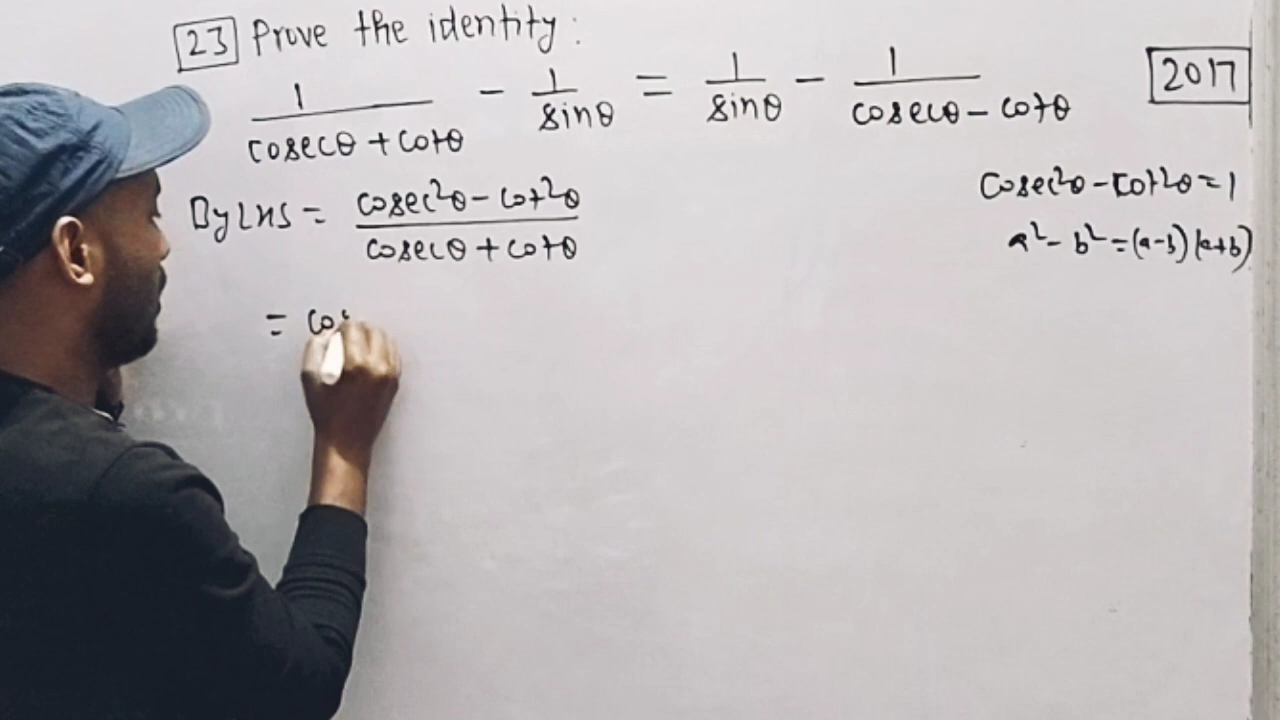 23 Prove the identity:
1/(cosecθ + cotθ) - 1/sinθ = 1/sinθ - 1/(cosecθ - cotθ)
2017
cosec²θ - cot²θ = 1
a² - b² = (a-b)(a+b)
By LHS = (cosec²θ - cot²θ)/(cosecθ + cotθ)
= cos